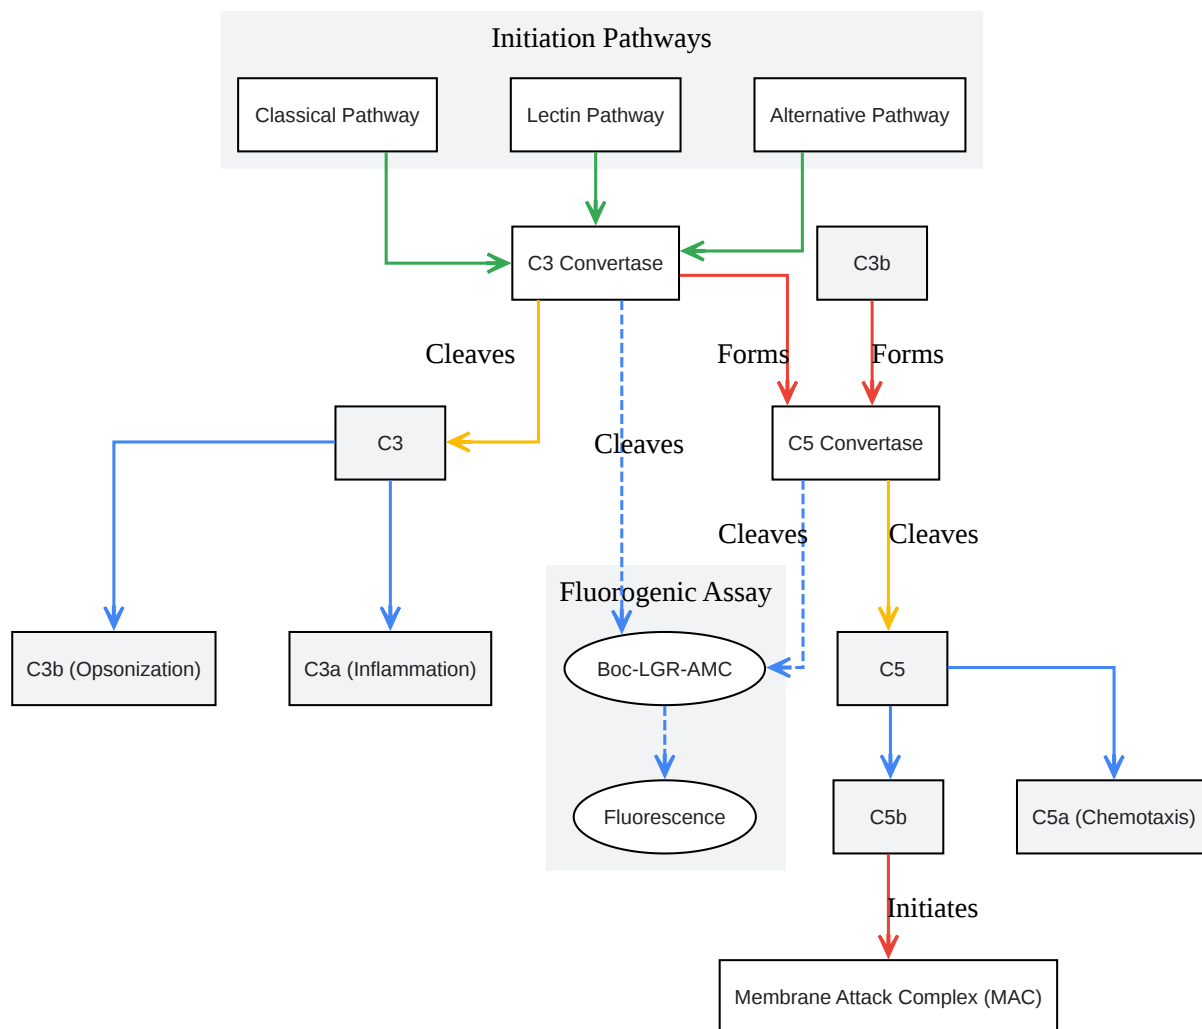 Initiation Pathways
Classical Pathway
Lectin Pathway
Alternative Pathway
C3 Convertase
C3b
Cleaves
Forms
Forms
C3
Cleaves
C5 Convertase
Cleaves
Cleaves
Fluorogenic Assay
C3b (Opsonization)
C3a (Inflammation)
Boc-LGR-AMC
C5
Fluorescence
C5b
C5a (Chemotaxis)
Initiates
Membrane Attack Complex (MAC)